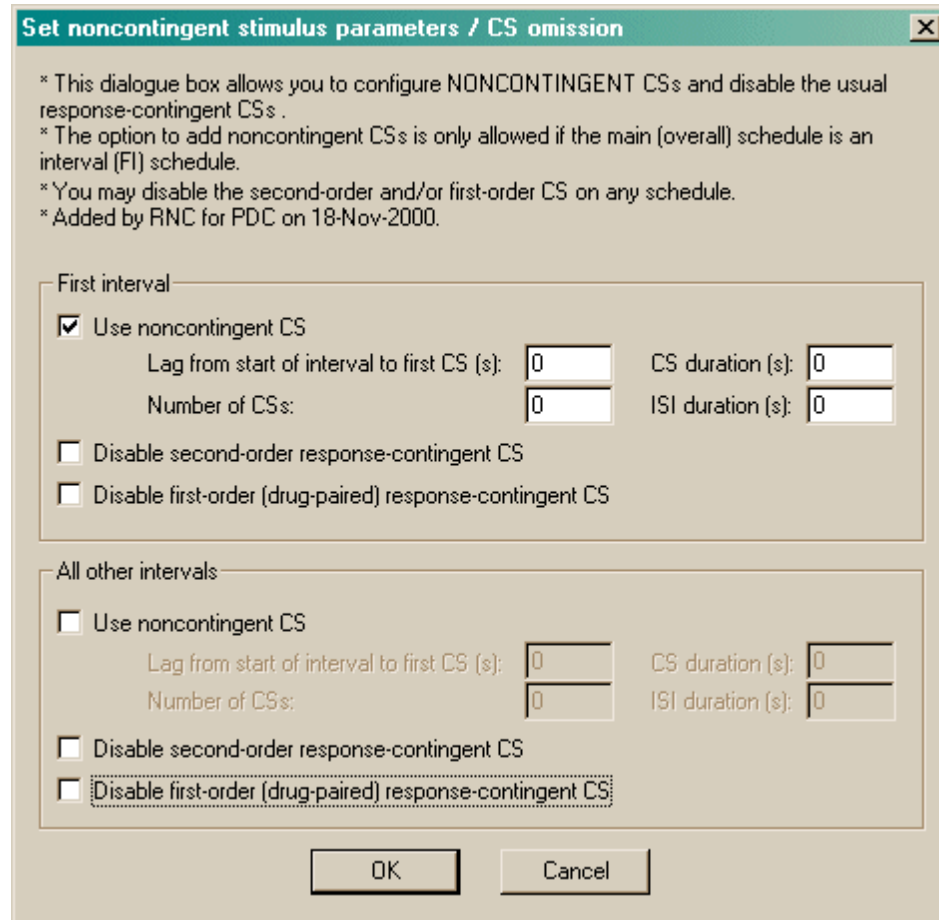 Set noncontingent stimulus parameters / CS omission
* This dialogue box allows you to configure NONCONTINGENT CSs and disable the usual
response-contingent CSs .
* The option to add noncontingent CSs is only allowed if the main (overall) schedule is an
interval (FI) schedule.
* You may disable the second-order and/or first-order CS on any schedule.
* Added by RNC for PDC on 18-Nov-2000.
First interval
Use noncontingent CS
Lag from start of interval to first CS (s): 0 CS duration (s): 0
Number of CSs: 0 ISI duration (s): 0
Disable second-order response-contingent CS
Disable first-order (drug-paired) response-contingent CS
All other intervals
Use noncontingent CS
Lag from start of interval to first CS (s): 0 CS duration (s): 0
Number of CSs: 0 ISI duration (s): 0
Disable second-order response-contingent CS
Disable first-order (drug-paired) response-contingent CS
OK Cancel